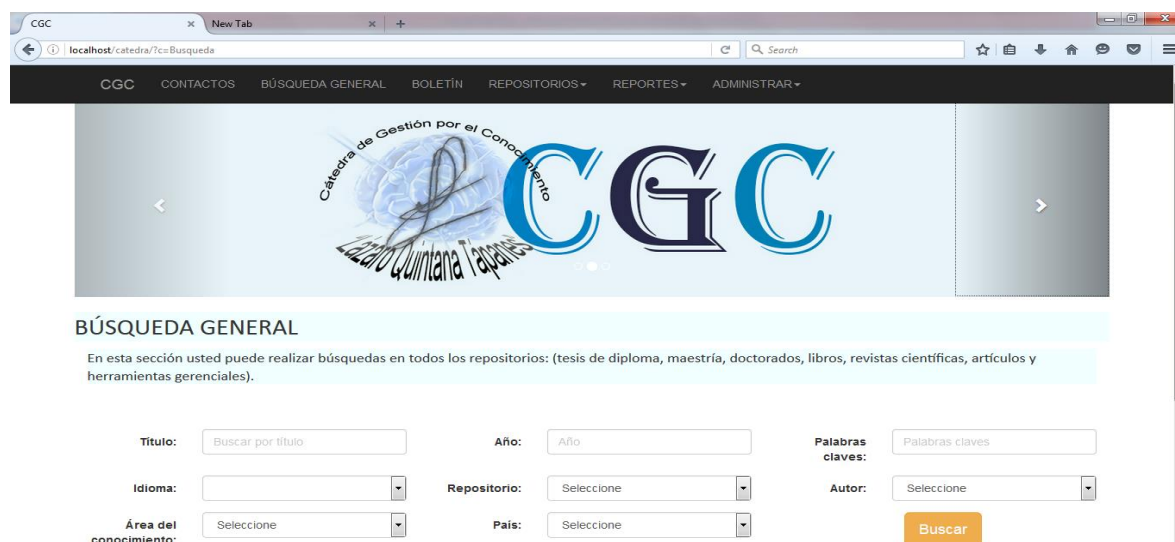 CGC
New Tab
localhost/catedra/?c=Busqueda
Search
CGC CONTACTOS BÚSQUEDA GENERAL BOLETÍN REPOSITORIOS REPORTES ADMINISTRAR
Cátedra de Gestión por el Conocimiento
CGC
Lázaro Quintana Tapanes
BÚSQUEDA GENERAL
En esta sección usted puede realizar búsquedas en todos los repositorios: (tesis de diploma, maestría, doctorados, libros, revistas científicas, artículos y
herramientas gerenciales).
Título: Buscar por título Año: Año Palabras claves: Palabras claves
Idioma: Repositorio: Seleccione Autor: Seleccione
Área del conocimiento: Seleccione País: Seleccione Buscar